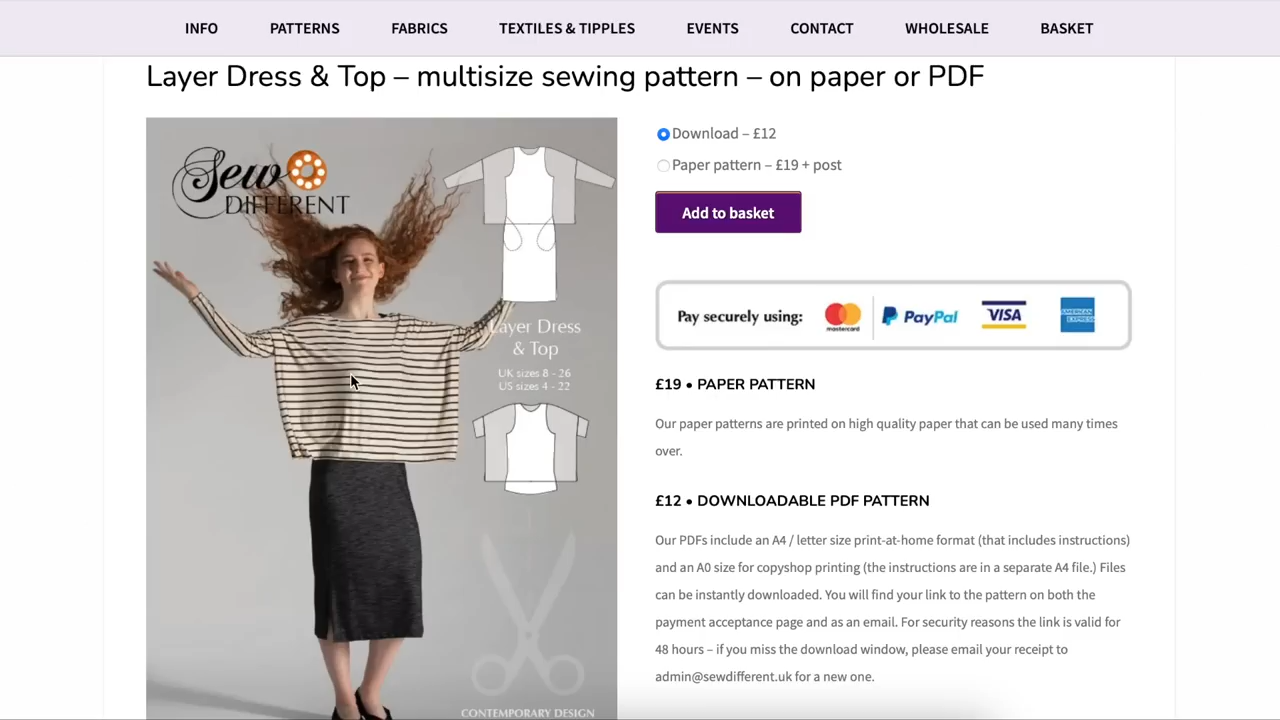 INFO PATTERNS FABRICS TEXTILES & TIPPLES EVENTS CONTACT WHOLESALE BASKET
Layer Dress & Top – multisize sewing pattern – on paper or PDF
Sew
DIFFERENT
Layer Dress
& Top
UK sizes 8 - 26
US sizes 4 - 22
CONTEMPORARY DESIGN
Download – £12
Paper pattern – £19 + post
Add to basket
Pay securely using: mastercard PayPal VISA AMERICAN EXPRESS
£19 • PAPER PATTERN
Our paper patterns are printed on high quality paper that can be used many times
over.
£12 • DOWNLOADABLE PDF PATTERN
Our PDFs include an A4 / letter size print-at-home format (that includes instructions)
and an A0 size for copyshop printing (the instructions are in a separate A4 file.) Files
can be instantly downloaded. You will find your link to the pattern on both the
payment acceptance page and as an email. For security reasons the link is valid for
48 hours – if you miss the download window, please email your receipt to
admin@sewdifferent.uk for a new one.